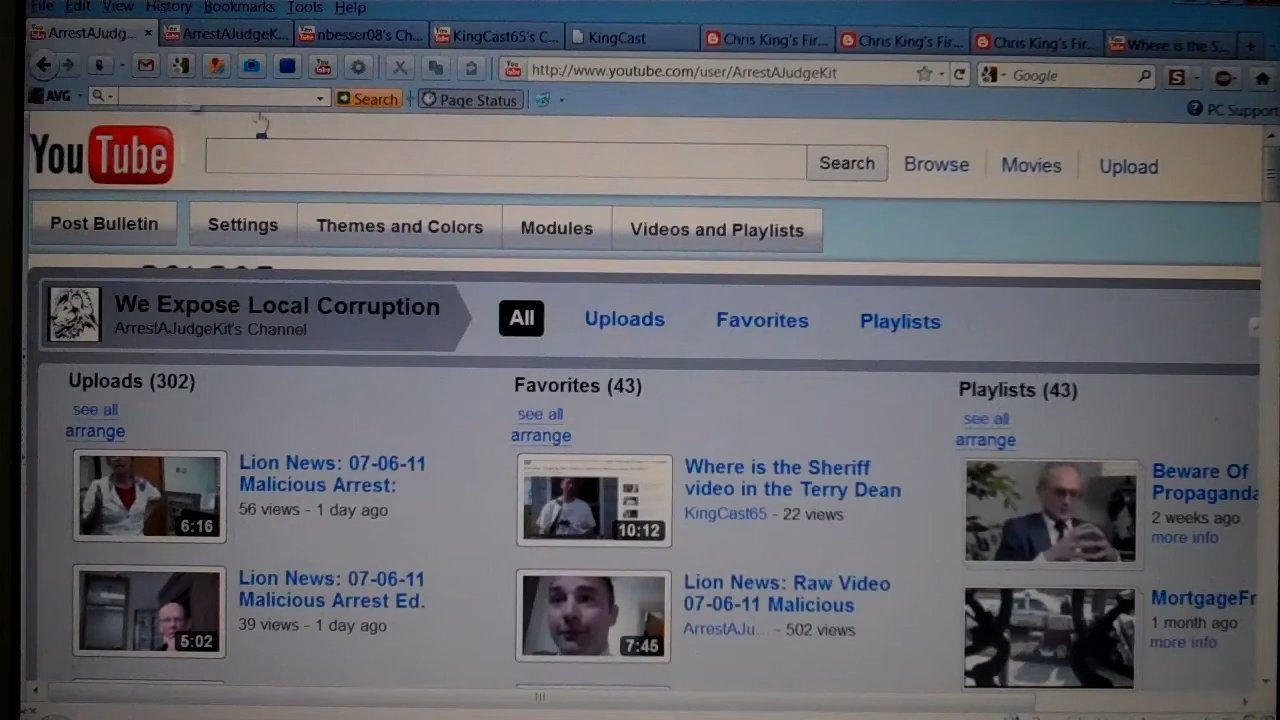 File Edit View History Bookmarks Tools Help
ArrestAJudg... × ArrestAJudgeK... nbesser08's Ch... KingCast65's C... KingCast Chris King's Fir... Chris King's Fir... Chris King's Fir... Where is the S... +
http://www.youtube.com/user/ArrestAJudgeKit Google
AVG Search Page Status
PC Support
YouTube Search Browse Movies Upload
Post Bulletin Settings Themes and Colors Modules Videos and Playlists
We Expose Local Corruption
ArrestAJudgeKit's Channel
All Uploads Favorites Playlists
Uploads (302)
see all
arrange
Lion News: 07-06-11
Malicious Arrest:
56 views - 1 day ago
6:16
Lion News: 07-06-11
Malicious Arrest Ed.
39 views - 1 day ago
5:02
Favorites (43)
see all
arrange
Where is the Sheriff
video in the Terry Dean
KingCast65 - 22 views
10:12
Lion News: Raw Video
07-06-11 Malicious
ArrestAJu... - 502 views
7:45
Playlists (43)
see all
arrange
Beware Of
Propaganda
2 weeks ago
more info
MortgageFr
1 month ago
more info